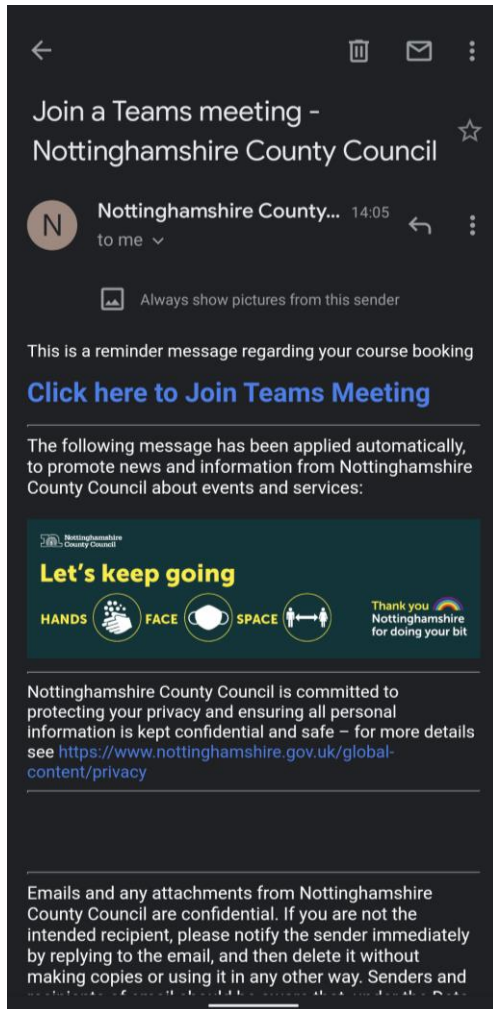 Join a Teams meeting -
Nottinghamshire County Council
N
Nottinghamshire County... 14:05
to me
Always show pictures from this sender
This is a reminder message regarding your course booking
Click here to Join Teams Meeting
The following message has been applied automatically,
to promote news and information from Nottinghamshire
County Council about events and services:
Nottinghamshire
County Council
Let's keep going
HANDS FACE SPACE
Thank you
Nottinghamshire
for doing your bit
Nottinghamshire County Council is committed to
protecting your privacy and ensuring all personal
information is kept confidential and safe – for more details
see https://www.nottinghamshire.gov.uk/global-
content/privacy
Emails and any attachments from Nottinghamshire
County Council are confidential. If you are not the
intended recipient, please notify the sender immediately
by replying to the email, and then delete it without
making copies or using it in any other way. Senders and